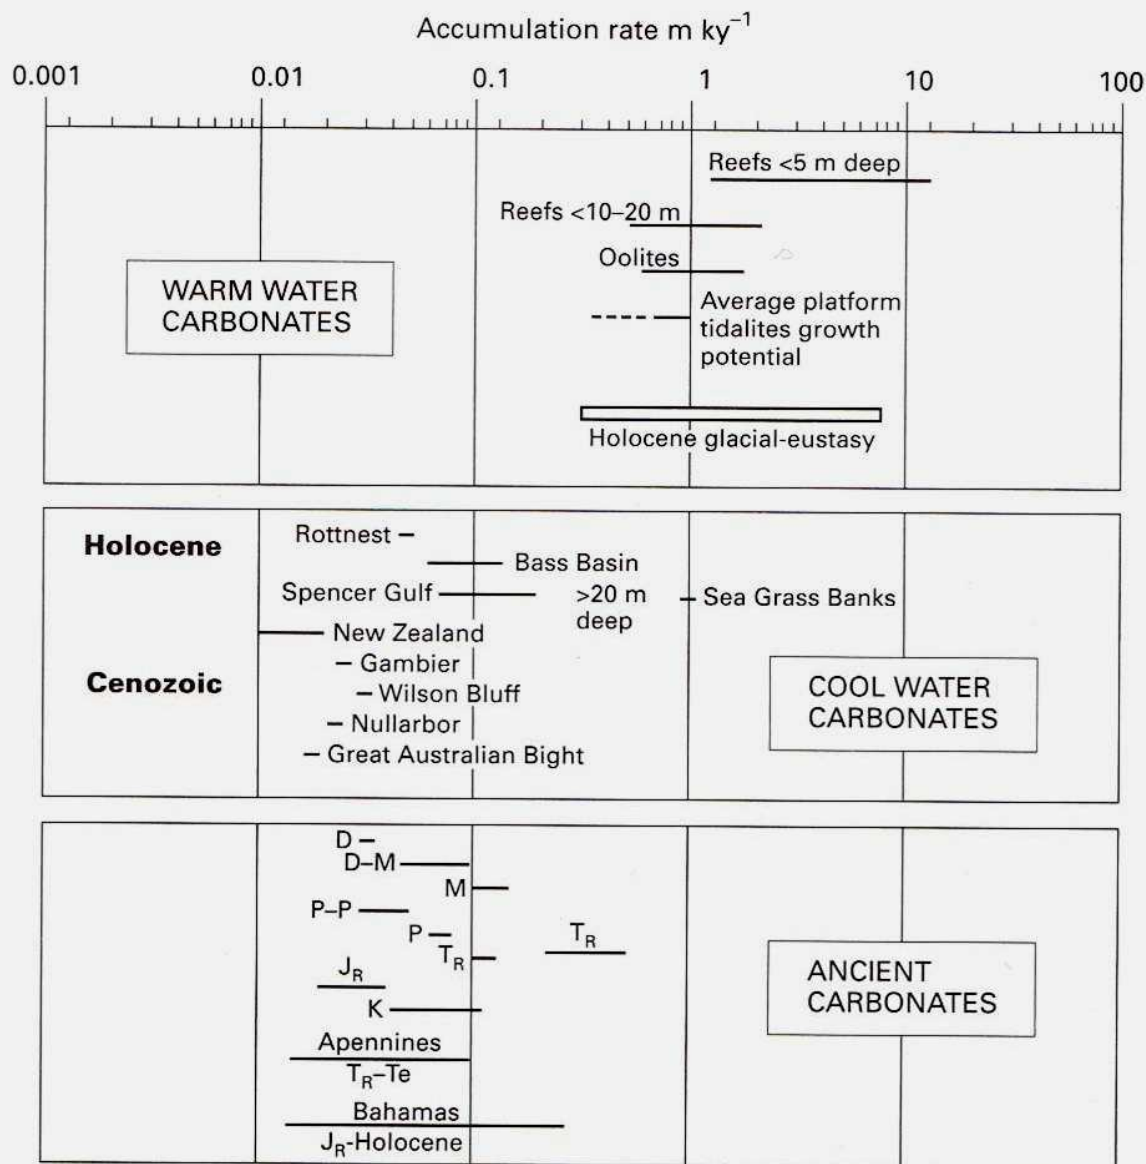 Accumulation rate m ky⁻¹
0.001 0.01 0.1 1 10 100
Reefs <5 m deep
Reefs <10–20 m
Oolites
WARM WATER
CARBONATES
Average platform
tidalites growth
potential
Holocene glacial-eustasy
Holocene
Rottnest
Bass Basin
Spencer Gulf
>20 m
deep
Sea Grass Banks
New Zealand
Cenozoic
Gambier
Wilson Bluff
Nullarbor
Great Australian Bight
COOL WATER
CARBONATES
D
D–M
M
P–P
P
T_R
T_R
J_R
K
Apennines
T_R–Te
Bahamas
J_R-Holocene
ANCIENT
CARBONATES